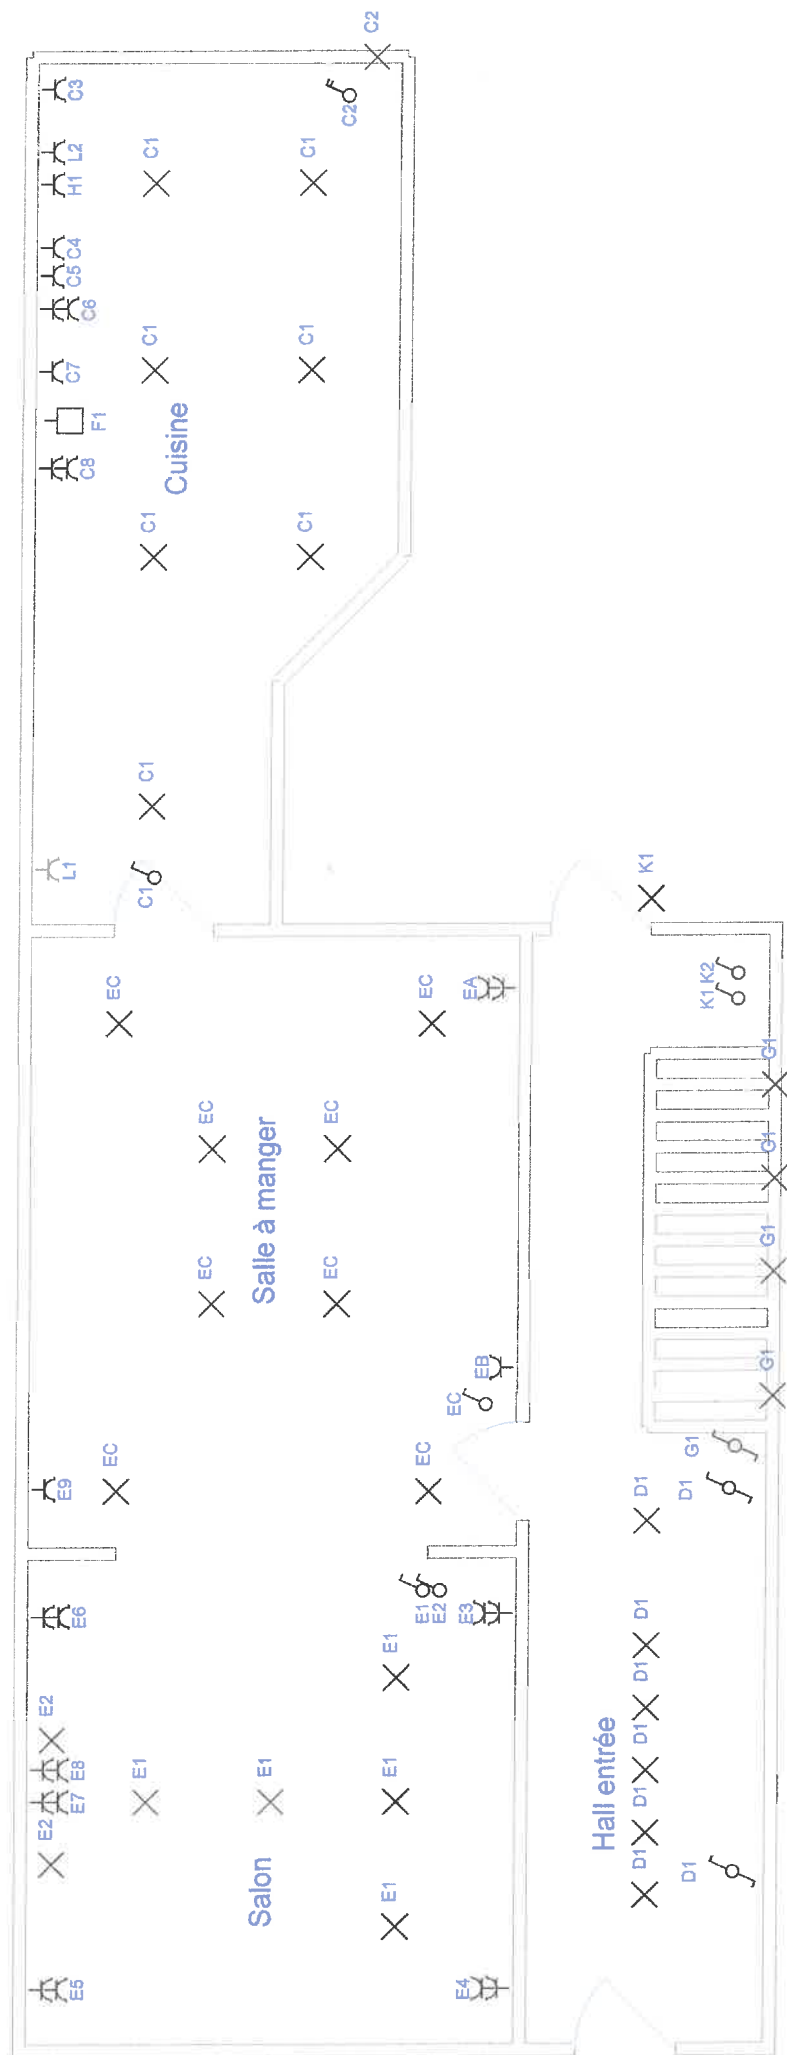 E5
E2
E7
E8
E2
E6
E9
L1
C8
F1
C7
C6
C5
C4
H1
L2
C3
E1
EC
EC
C1
C1
C1
C1
C1
Cuisine
EC
EC
Salon
E1
Salle à manger
C1
C1
C1
EC
EC
C2
C2
E1
E1
E1
E1
E2
EC
EC
EC
E4
E3
EB
EA
Hall entrée
D1
D1
D1
D1
D1
D1
K1
D1
D1
G1
K1 K2
G1
G1
G1
G1